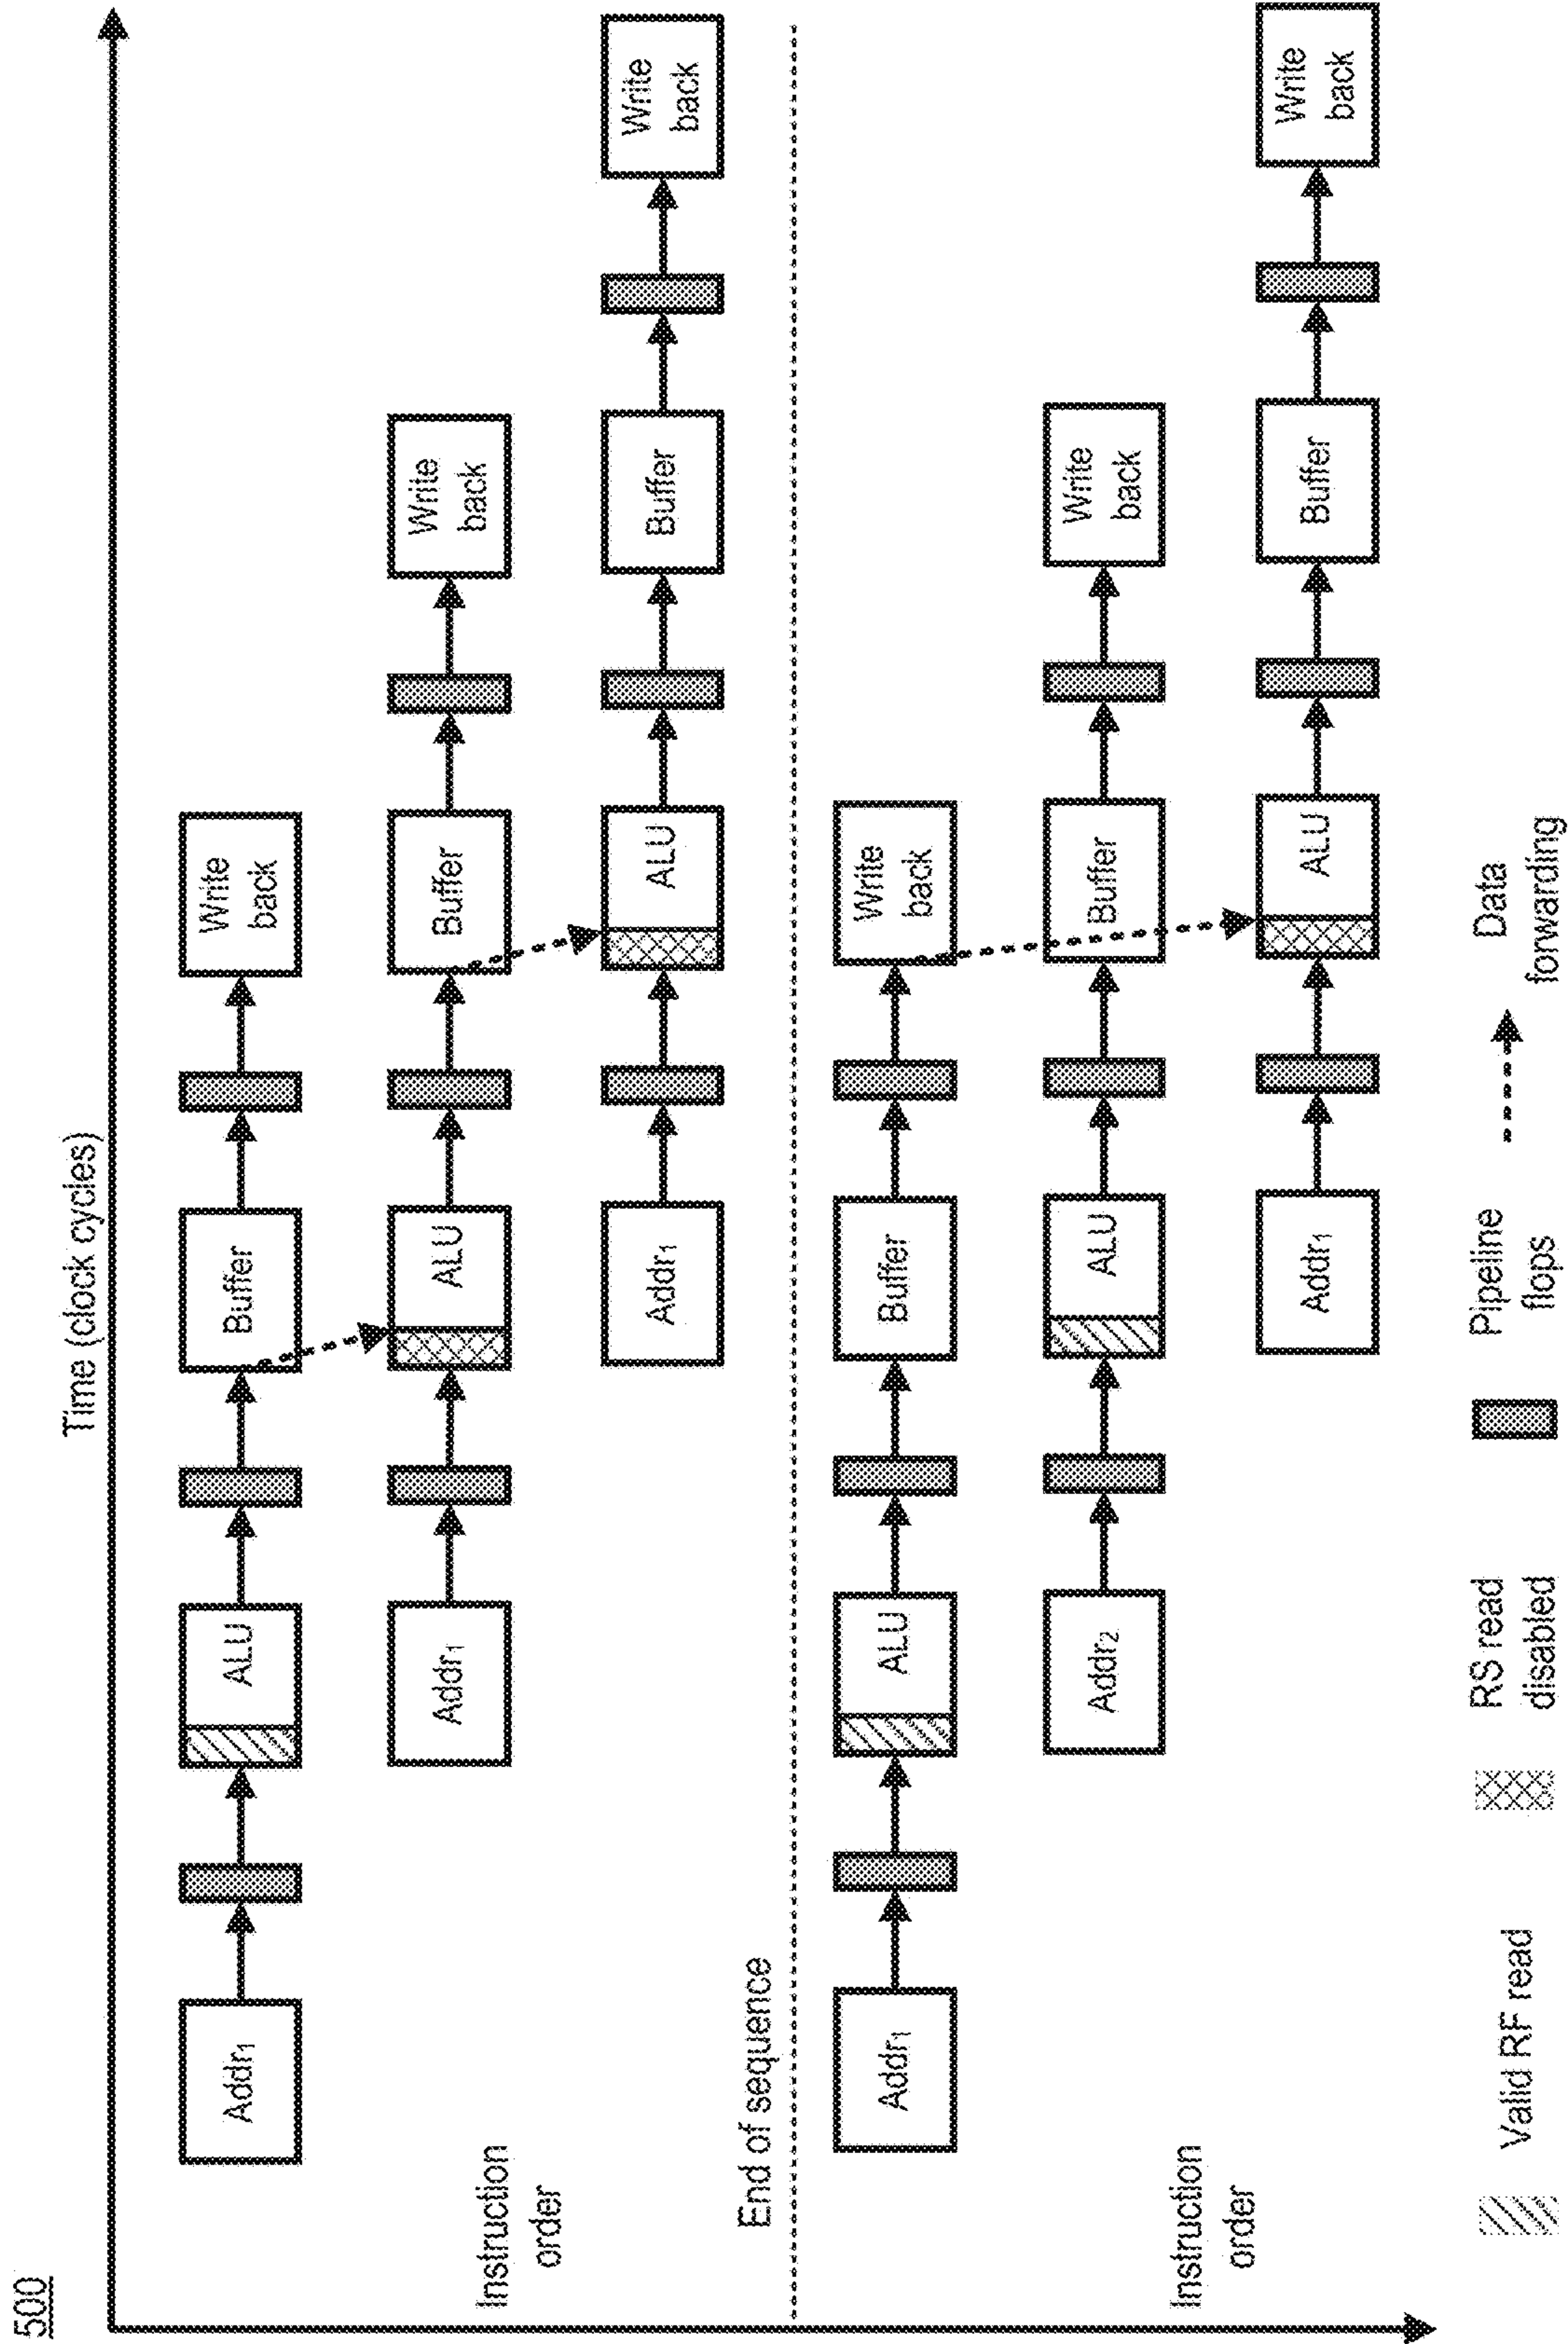 500
Time (clock cycles)
Addr1
ALU
Buffer
Write
back
Instruction
order
Addr1
ALU
Buffer
Write
back
Addr1
ALU
Buffer
Write
back
End of sequence
Addr1
ALU
Buffer
Write
back
Instruction
order
Addr2
ALU
Buffer
Write
back
Addr1
ALU
Buffer
Write
back
Valid RF read
RS read
disabled
Pipeline
flops
Data
forwarding